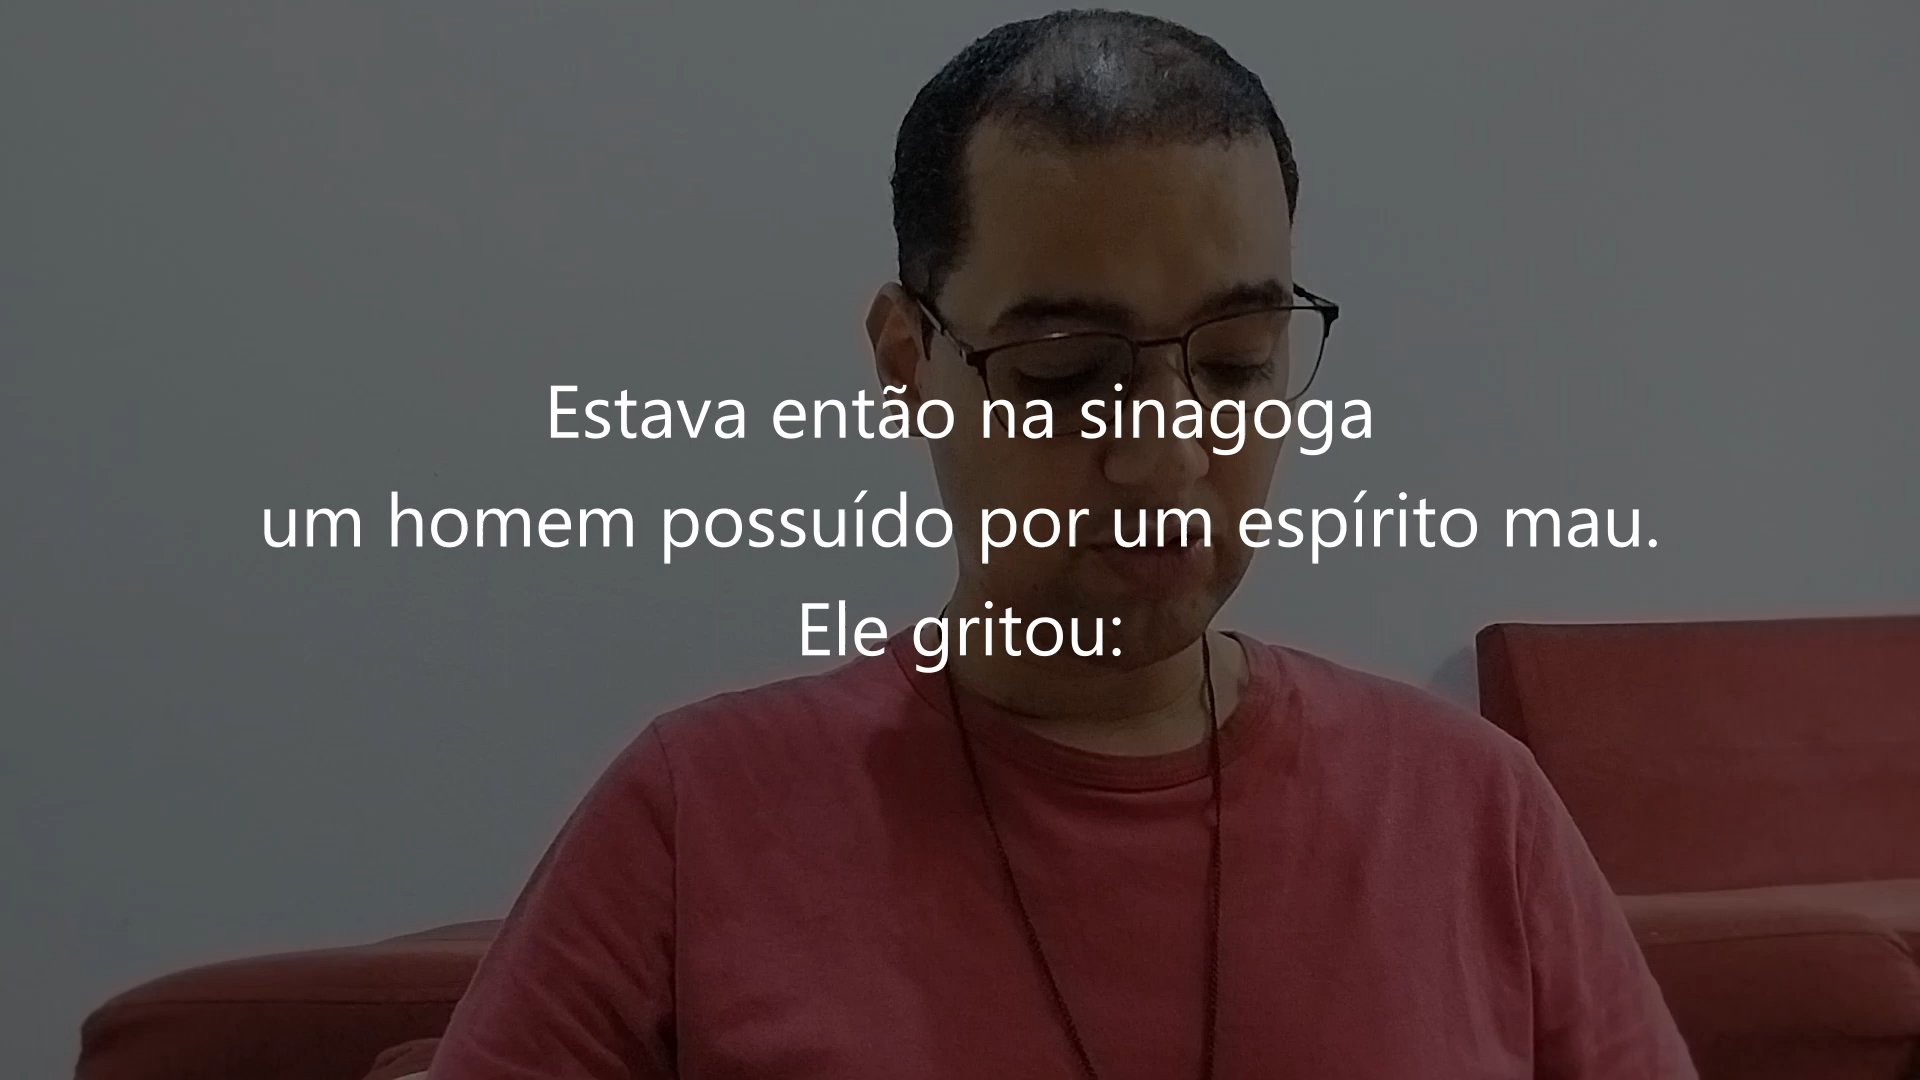 Estava então na sinagoga
um homem possuído por um espírito mau.
Ele gritou: